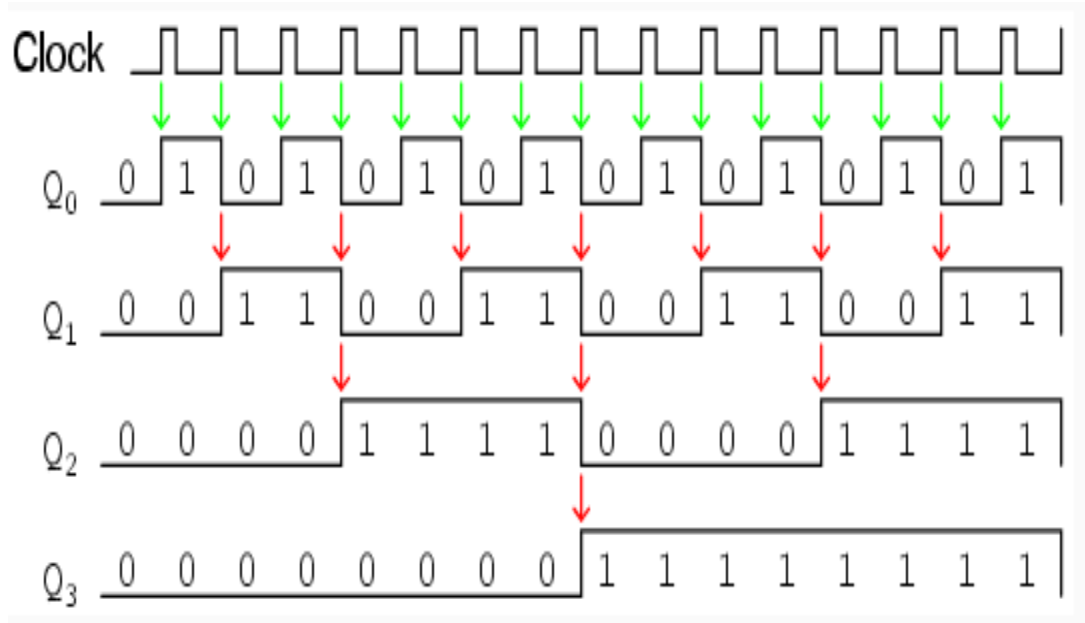 Clock
Q0 0 1 0 1 0 1 0 1 0 1 0 1 0 1 0 1
Q1 0 0 1 1 0 0 1 1 0 0 1 1 0 0 1 1
Q2 0 0 0 0 1 1 1 1 0 0 0 0 1 1 1 1
Q3 0 0 0 0 0 0 0 0 1 1 1 1 1 1 1 1